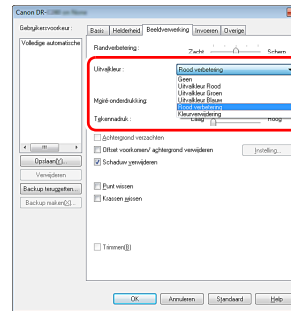 Canon DR-
Gebruikersvoorkeur:
Volledige automatische
Opslaan(Y)...
Verwijderen
Backup terugzetten...
Backup maken(X)...
Basis Helderheid Beeldverwerking Invoeren Overige
Randverbetering:
Zacht Scherp
Uitvalkleur:
Rood verbetering
Geen
Uitvalkleur Rood
Uitvalkleur Groen
Uitvalkleur Blauw
Rood verbetering
Kleurverwijdering
Moiré-onderdrukking
Tekennadruk:
Laag Hoog
Achtergrond verzachten
Offset voorkomen/ achtergrond verwijderen
Instelling...
Schaduw verwijderen
Punt wissen
Krassen wissen
Trimmen(B)
OK Annuleren Standaard Help